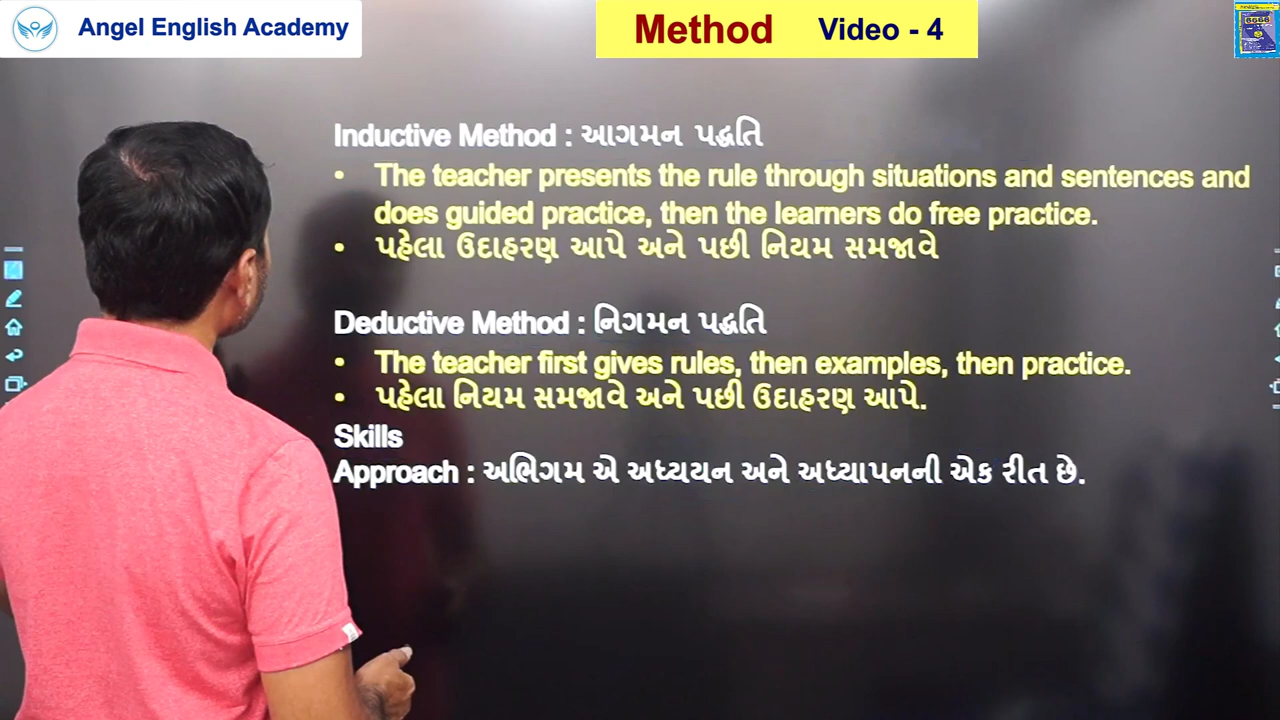 Angel English Academy
Method Video - 4
Inductive Method : આગમન પદ્ધતિ
• The teacher presents the rule through situations and sentences and
does guided practice, then the learners do free practice.
• પહેલા ઉદાહરણ આપે અને પછી નિયમ સમજાવે
Deductive Method : નિગમન પદ્ધતિ
• The teacher first gives rules, then examples, then practice.
• પહેલા નિયમ સમજાવે અને પછી ઉદાહરણ આપે.
Skills
Approach : અભિગમ એ અધ્યયન અને અધ્યાપનની એક રીત છે.